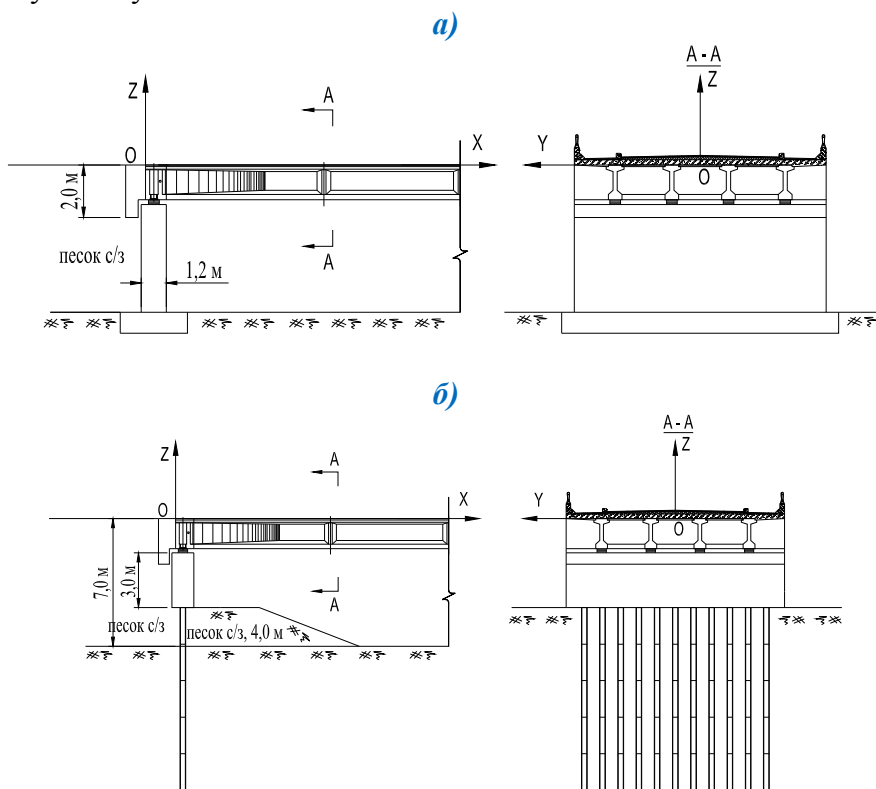 а)
A - A
Z
Z
A
O
X
Y
O
2,0 м
песок с/з
1,2 м
A
б)
A - A
Z
Z
A
O
X
Y
O
7,0 м
3,0 м
A
песок с/з
песок с/з, 4,0 м